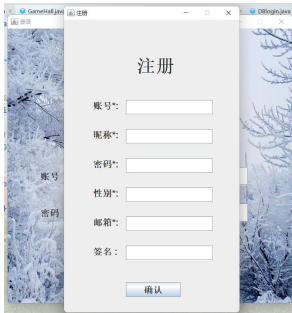 GameHall.java
注册
DBlogin.java
登录
注册
账号*:
昵称*:
密码*:
账号
性别*:
密码
邮箱*:
签名:
确认